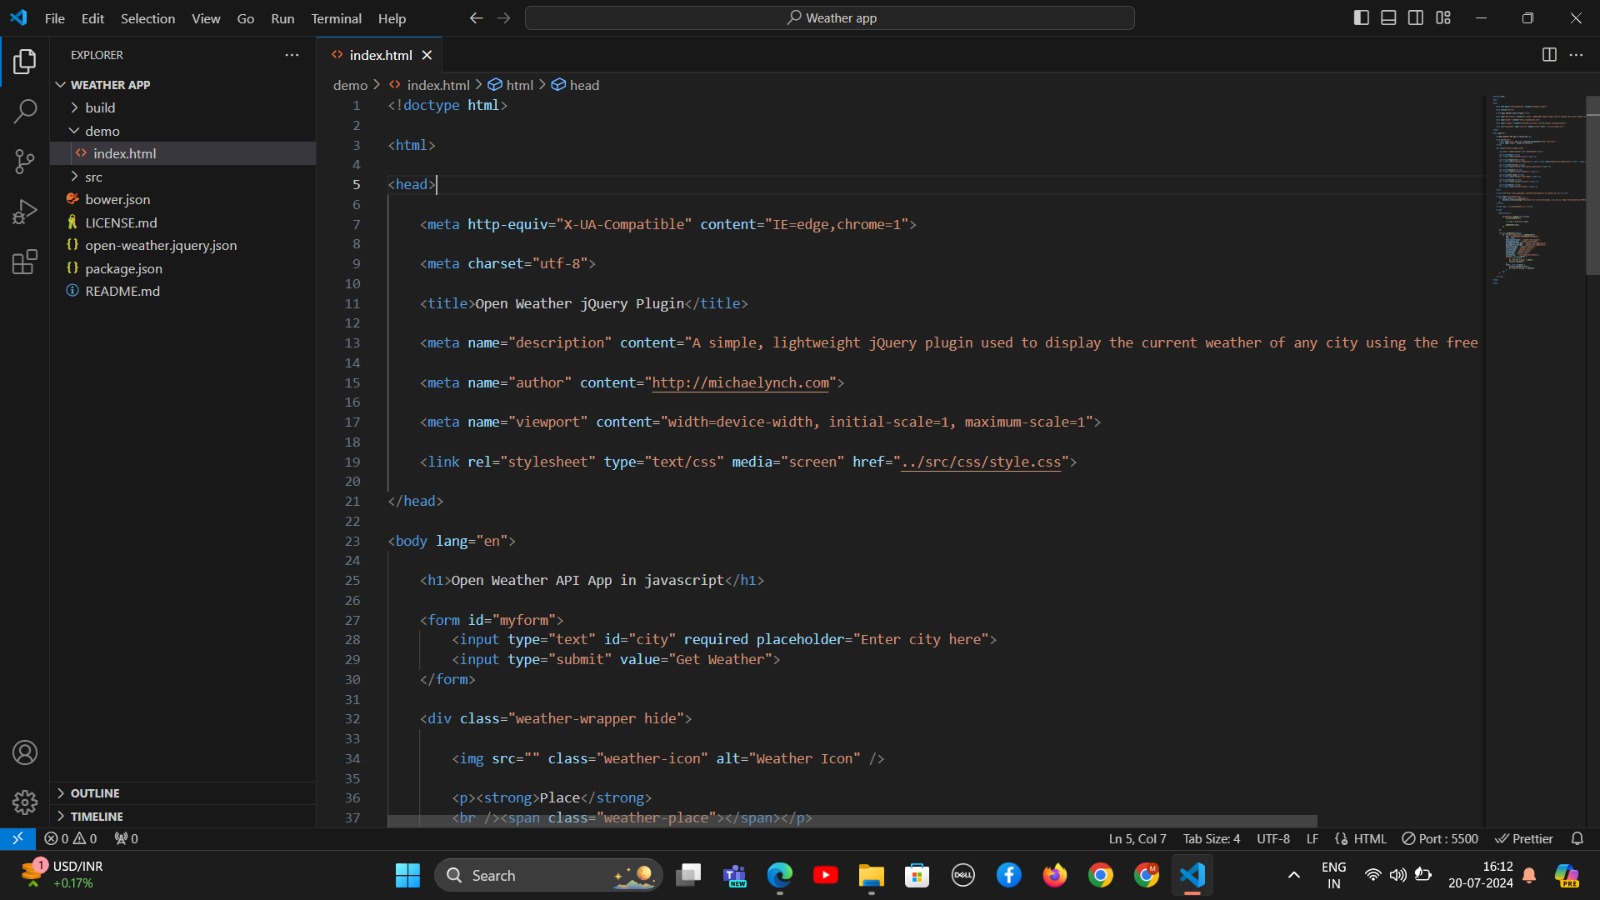 File Edit Selection View Go Run Terminal Help
Weather app
EXPLORER
index.html
WEATHER APP
build
demo
index.html
src
bower.json
LICENSE.md
open-weather.jquery.json
package.json
README.md
OUTLINE
TIMELINE
demo > index.html > html > head
1 <!doctype html>
2
3 <html>
4
5 <head>
6
7 <meta http-equiv="X-UA-Compatible" content="IE=edge,chrome=1">
8
9 <meta charset="utf-8">
10
11 <title>Open Weather jQuery Plugin</title>
12
13 <meta name="description" content="A simple, lightweight jQuery plugin used to display the current weather of any city using the free
14
15 <meta name="author" content="http://michaelynch.com">
16
17 <meta name="viewport" content="width=device-width, initial-scale=1, maximum-scale=1">
18
19 <link rel="stylesheet" type="text/css" media="screen" href="../src/css/style.css">
20
21 </head>
22
23 <body lang="en">
24
25 <h1>Open Weather API App in javascript</h1>
26
27 <form id="myform">
28 <input type="text" id="city" required placeholder="Enter city here">
29 <input type="submit" value="Get Weather">
30 </form>
31
32 <div class="weather-wrapper hide">
33
34 <img src="" class="weather-icon" alt="Weather Icon" />
35
36 <p><strong>Place</strong>
37 <br /><span class="weather-place"></span></p>
0 0 0
Ln 5, Col 7 Tab Size: 4 UTF-8 LF HTML Port : 5500 Prettier
1 USD/INR
+0.17%
Search
NEW
DELL
M
ENG
IN
16:12
20-07-2024
PRE